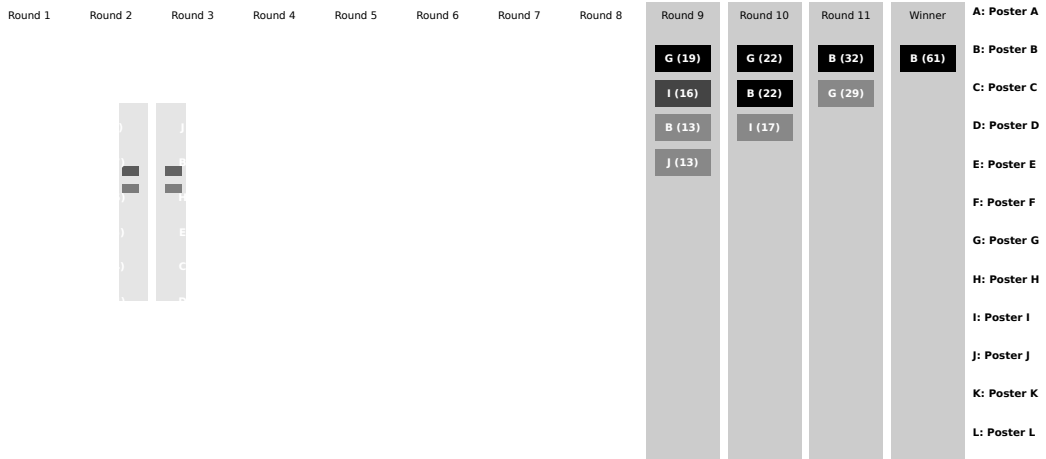 Round 1 Round 2 Round 3 Round 4 Round 5 Round 6 Round 7 Round 8 Round 9 Round 10 Round 11 Winner
G (19) G (22) B (32) B (61)
I (16) B (22) G (29)
B (13) I (17)
J (13)
J
B
H
E
C
A: Poster A
B: Poster B
C: Poster C
D: Poster D
E: Poster E
F: Poster F
G: Poster G
H: Poster H
I: Poster I
J: Poster J
K: Poster K
L: Poster L